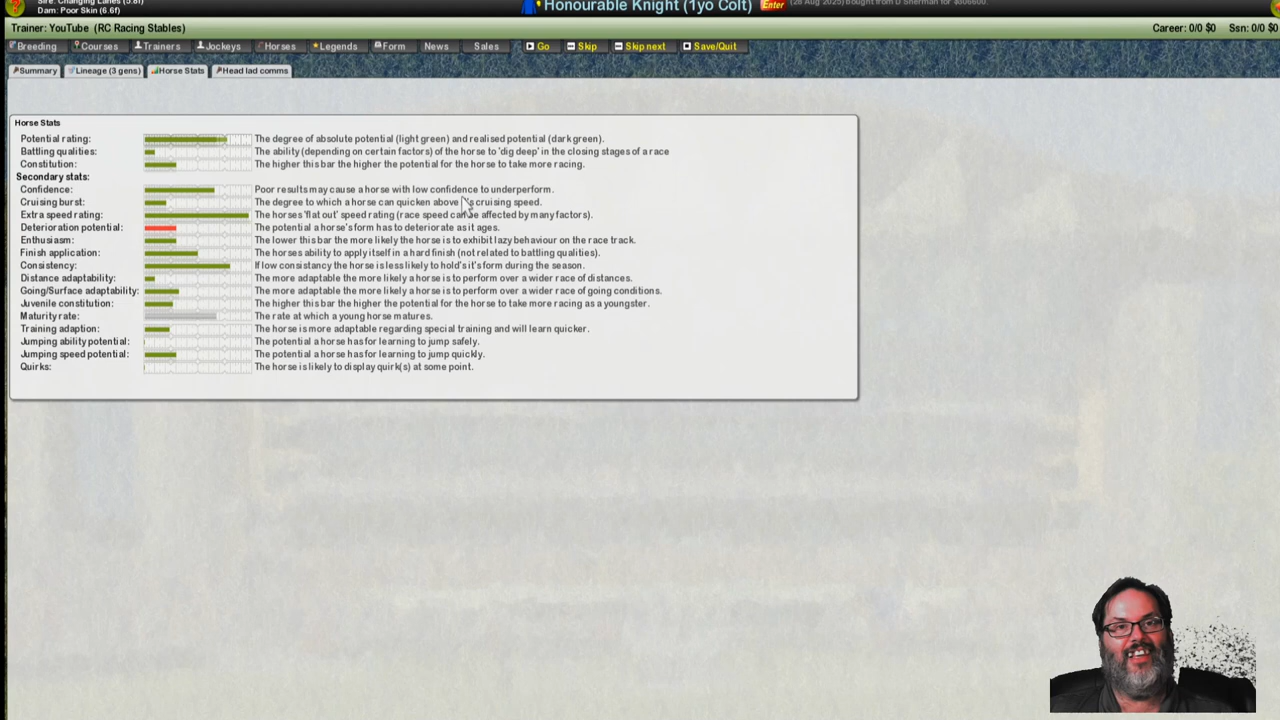 Sire: Changing Lanes (5.8f)
Dam: Poor Skin (6.6f)
Honourable Knight (1yo Colt)
Enter
(28 Aug 2025) bought from D Sherman for
Trainer: YouTube (RC Racing Stables)
Career: 0/0 $0 Ssn: 0/0 $0
Breeding Courses Trainers Jockeys Horses Legends Form News Sales Go Skip Skip next Save/Quit
Summary Lineage (3 gens) Horse Stats Head lad comms
Horse Stats
Potential rating: The degree of absolute potential (light green) and realised potential (dark green).
Battling qualities: The ability (depending on certain factors) of the horse to 'dig deep' in the closing stages of a race
Constitution: The higher this bar the higher the potential for the horse to take more racing.
Secondary stats:
Confidence: Poor results may cause a horse with low confidence to underperform.
Cruising burst: The degree to which a horse can quicken above it's cruising speed.
Extra speed rating: The horses 'flat out' speed rating (race speed can be affected by many factors).
Deterioration potential: The potential a horse's form has to deteriorate as it ages.
Enthusiasm: The lower this bar the more likely the horse is to exhibit lazy behaviour on the race track.
Finish application: The horses ability to apply itself in a hard finish (not related to battling qualities).
Consistency: If low consistancy the horse is less likely to hold's it's form during the season.
Distance adaptability: The more adaptable the more likely a horse is to perform over a wider race of distances.
Going/Surface adaptability: The more adaptable the more likely a horse is to perform over a wider race of going conditions.
Juvenile constitution: The higher this bar the higher the potential for the horse to take more racing as a youngster.
Maturity rate: The rate at which a young horse matures.
Training adaption: The horse is more adaptable regarding special training and will learn quicker.
Jumping ability potential: The potential a horse has for learning to jump safely.
Jumping speed potential: The potential a horse has for learning to jump quickly.
Quirks: The horse is likely to display quirk(s) at some point.